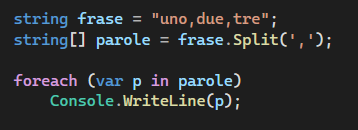 string frase = "uno,due,tre";
string[] parole = frase.Split(',');
foreach (var p in parole)
    Console.WriteLine(p);